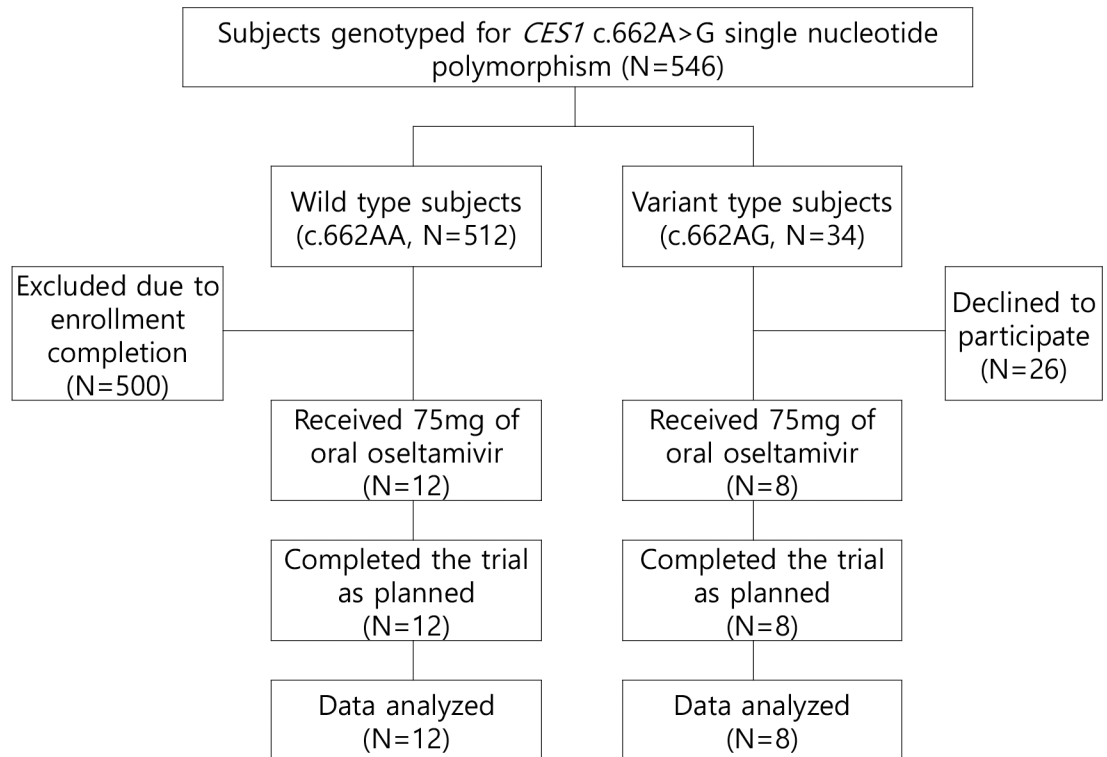 Subjects genotyped for CES1 c.662A>G single nucleotide
polymorphism (N=546)
Wild type subjects
(c.662AA, N=512)
Variant type subjects
(c.662AG, N=34)
Excluded due to
enrollment
completion
(N=500)
Declined to
participate
(N=26)
Received 75mg of
oral oseltamivir
(N=12)
Received 75mg of
oral oseltamivir
(N=8)
Completed the trial
as planned
(N=12)
Completed the trial
as planned
(N=8)
Data analyzed
(N=12)
Data analyzed
(N=8)